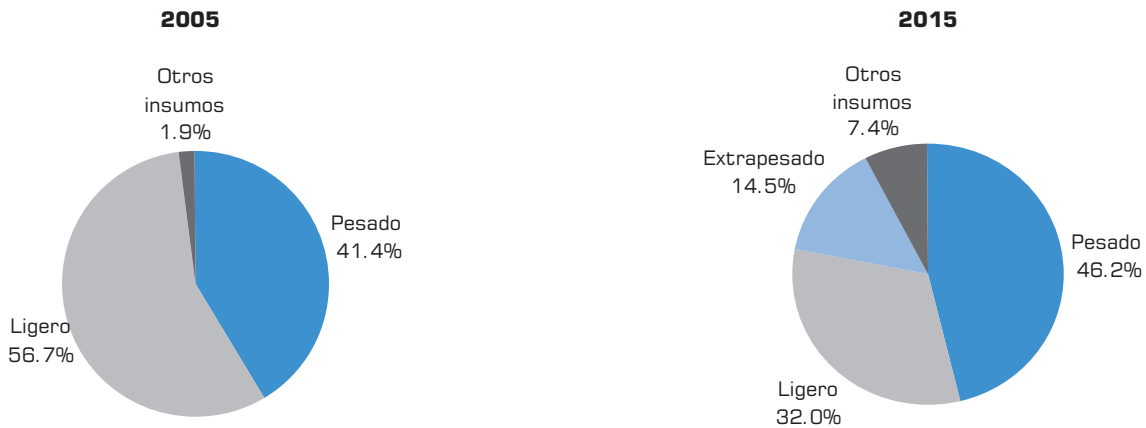 2005
Otros
insumos
1.9%
Pesado
41.4%
Ligero
56.7%
2015
Otros
insumos
7.4%
Extrapesado
14.5%
Pesado
46.2%
Ligero
32.0%